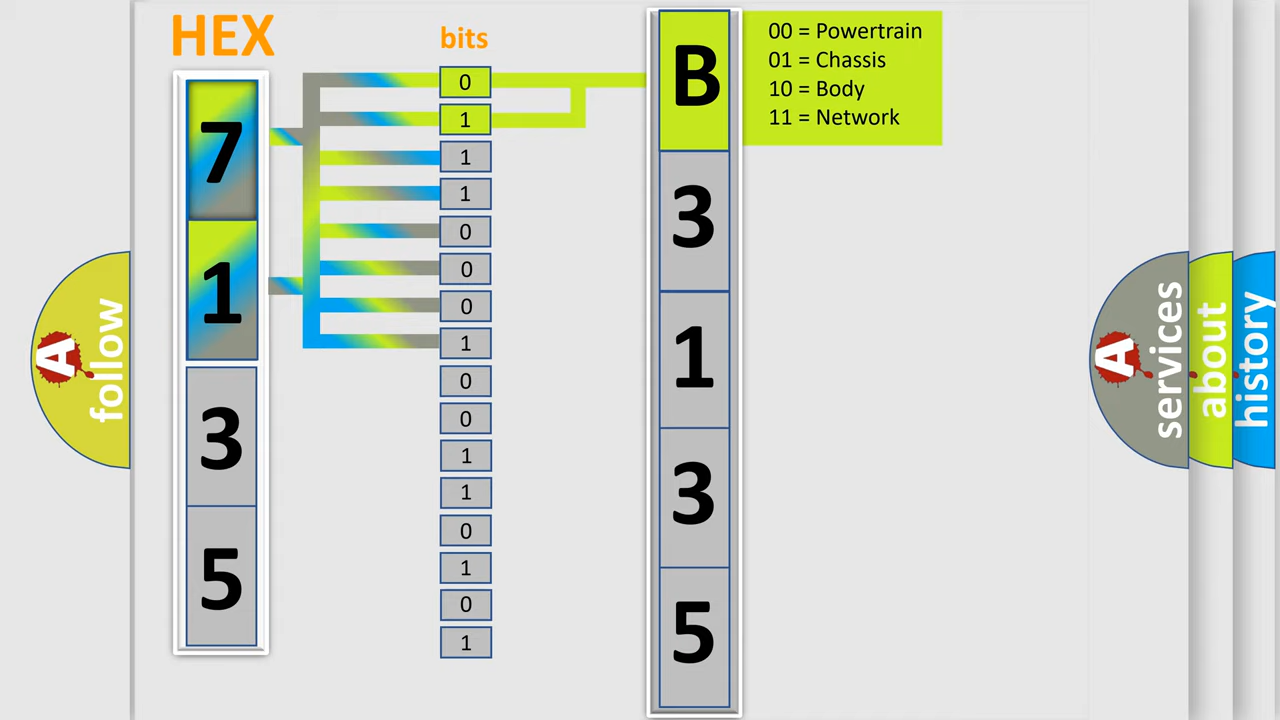 HEX
bits
7
1
3
5
0
1
1
1
0
0
0
1
0
0
1
1
0
1
0
1
B
3
1
3
5
00 = Powertrain
01 = Chassis
10 = Body
11 = Network
A
follow
A
services
about
history